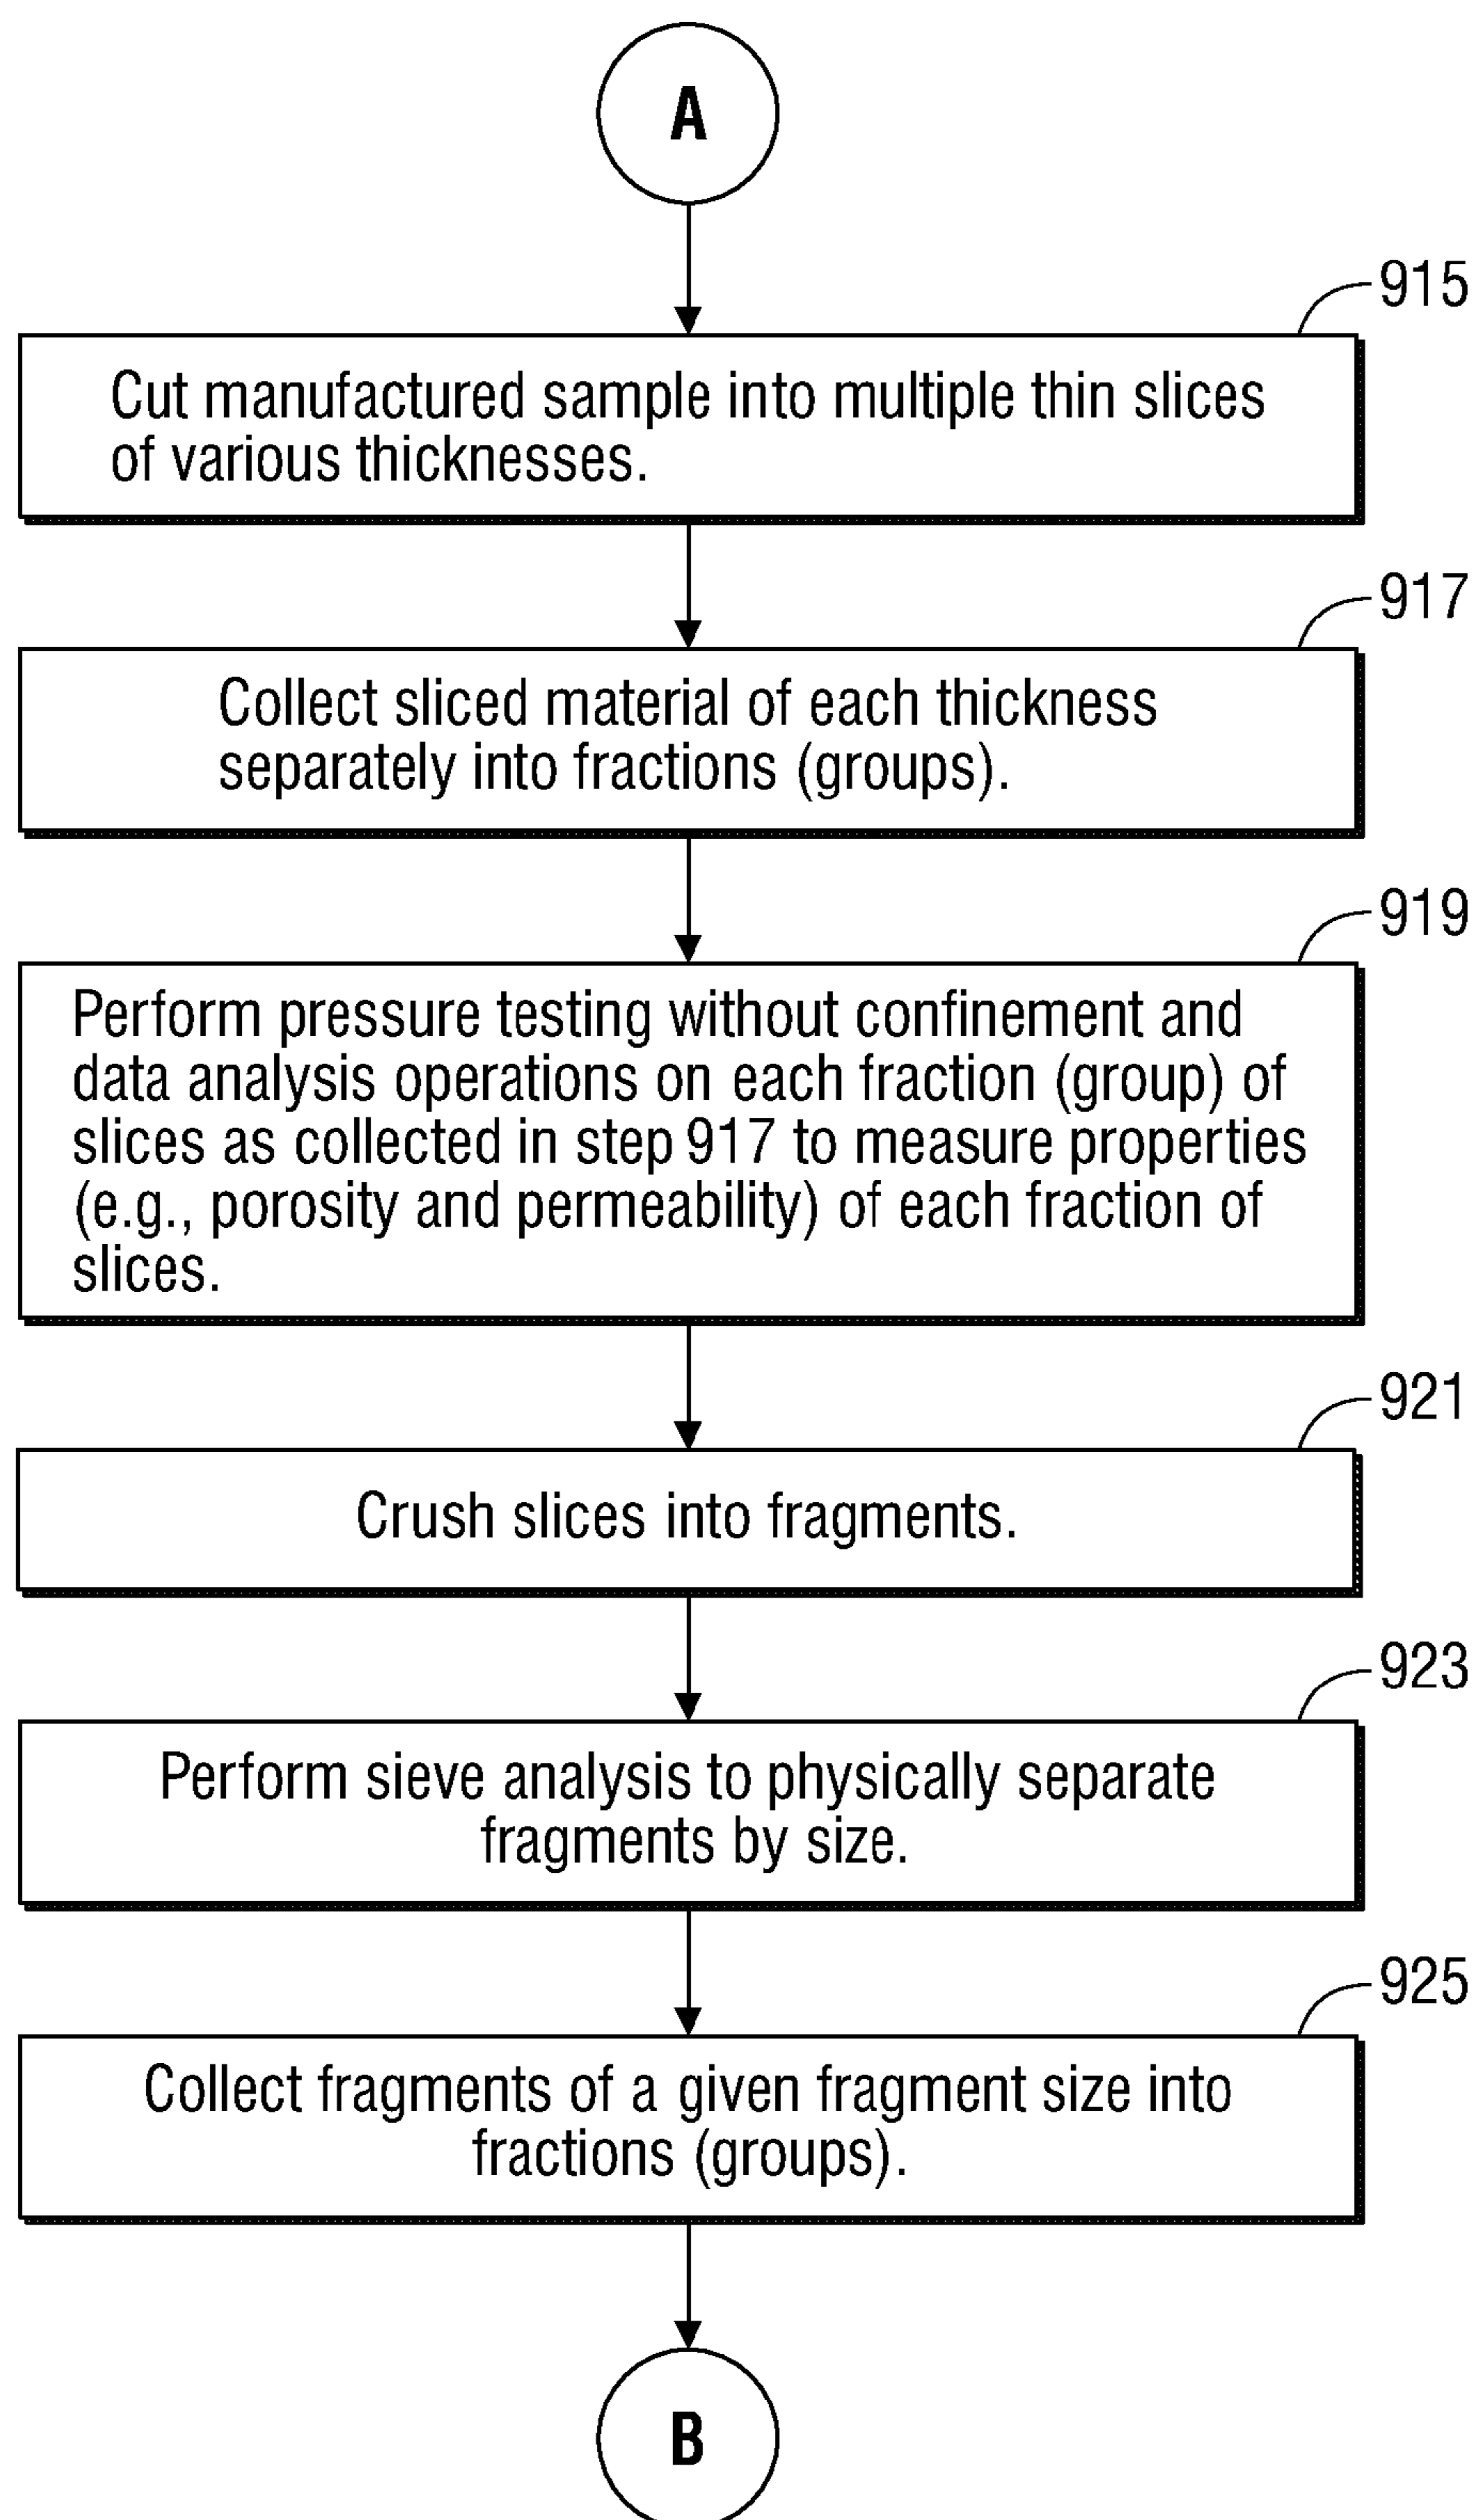 A
915
Cut manufactured sample into multiple thin slices
of various thicknesses.
917
Collect sliced material of each thickness
separately into fractions (groups).
919
Perform pressure testing without confinement and
data analysis operations on each fraction (group) of
slices as collected in step 917 to measure properties
(e.g., porosity and permeability) of each fraction of
slices.
921
Crush slices into fragments.
923
Perform sieve analysis to physically separate
fragments by size.
925
Collect fragments of a given fragment size into
fractions (groups).
B